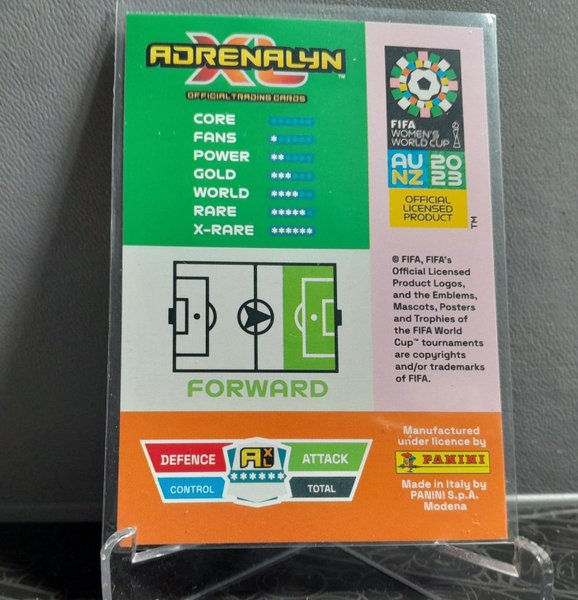 ADRENALYN
XL™
OFFICIAL TRADING CARDS
CORE
FANS *
POWER **
GOLD ***
WORLD ****
RARE *****
X-RARE ******
FORWARD
DEFENCE
ATTACK
CONTROL
TOTAL
A XL
******
FIFA
WOMEN'S
WORLD CUP
AU 20
NZ 23
OFFICIAL
LICENSED
PRODUCT
TM
© FIFA, FIFA's
Official Licensed
Product Logos,
and the Emblems,
Mascots, Posters
and Trophies of
the FIFA World
Cup™ tournaments
are copyrights
and/or trademarks
of FIFA.
Manufactured
under licence by
PANINI
Made in Italy by
PANINI S.p.A.
Modena